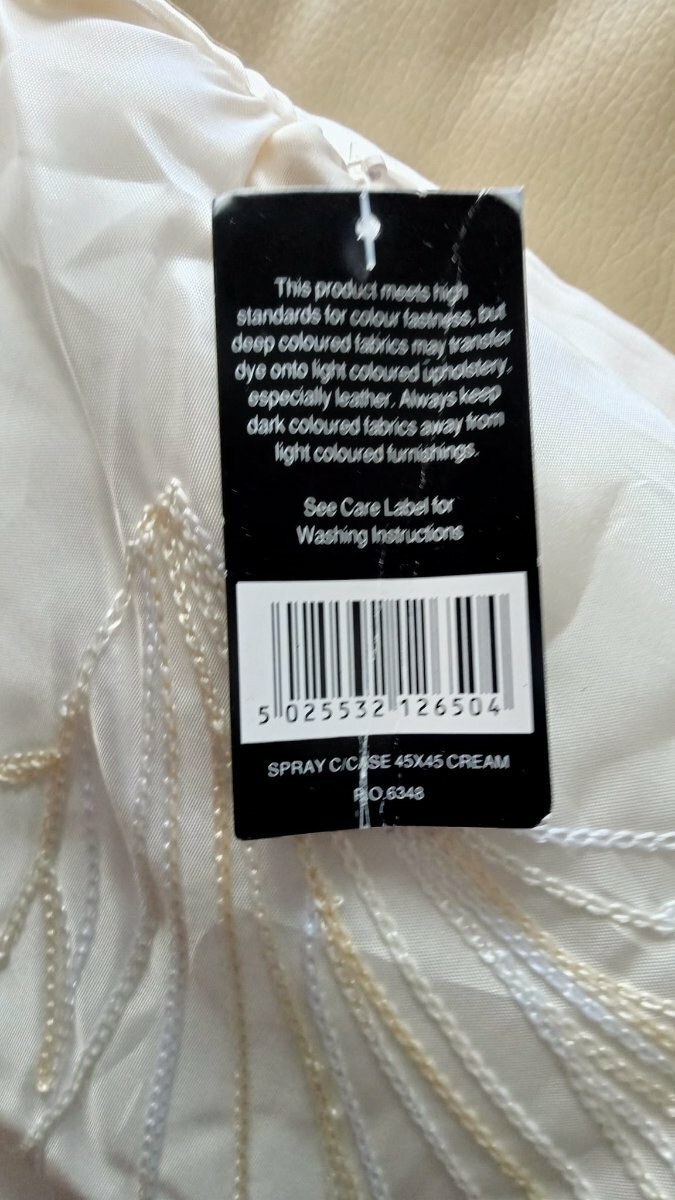 This product meets high
standards for colour fastness, but
deep coloured fabrics may transfer
dye onto light coloured upholstery,
especially leather. Always keep
dark coloured fabrics away from
light coloured furnishings.
See Care Label for
Washing Instructions
5 025532 126504
SPRAY C/CASE 45X45 CREAM
P.O.6348